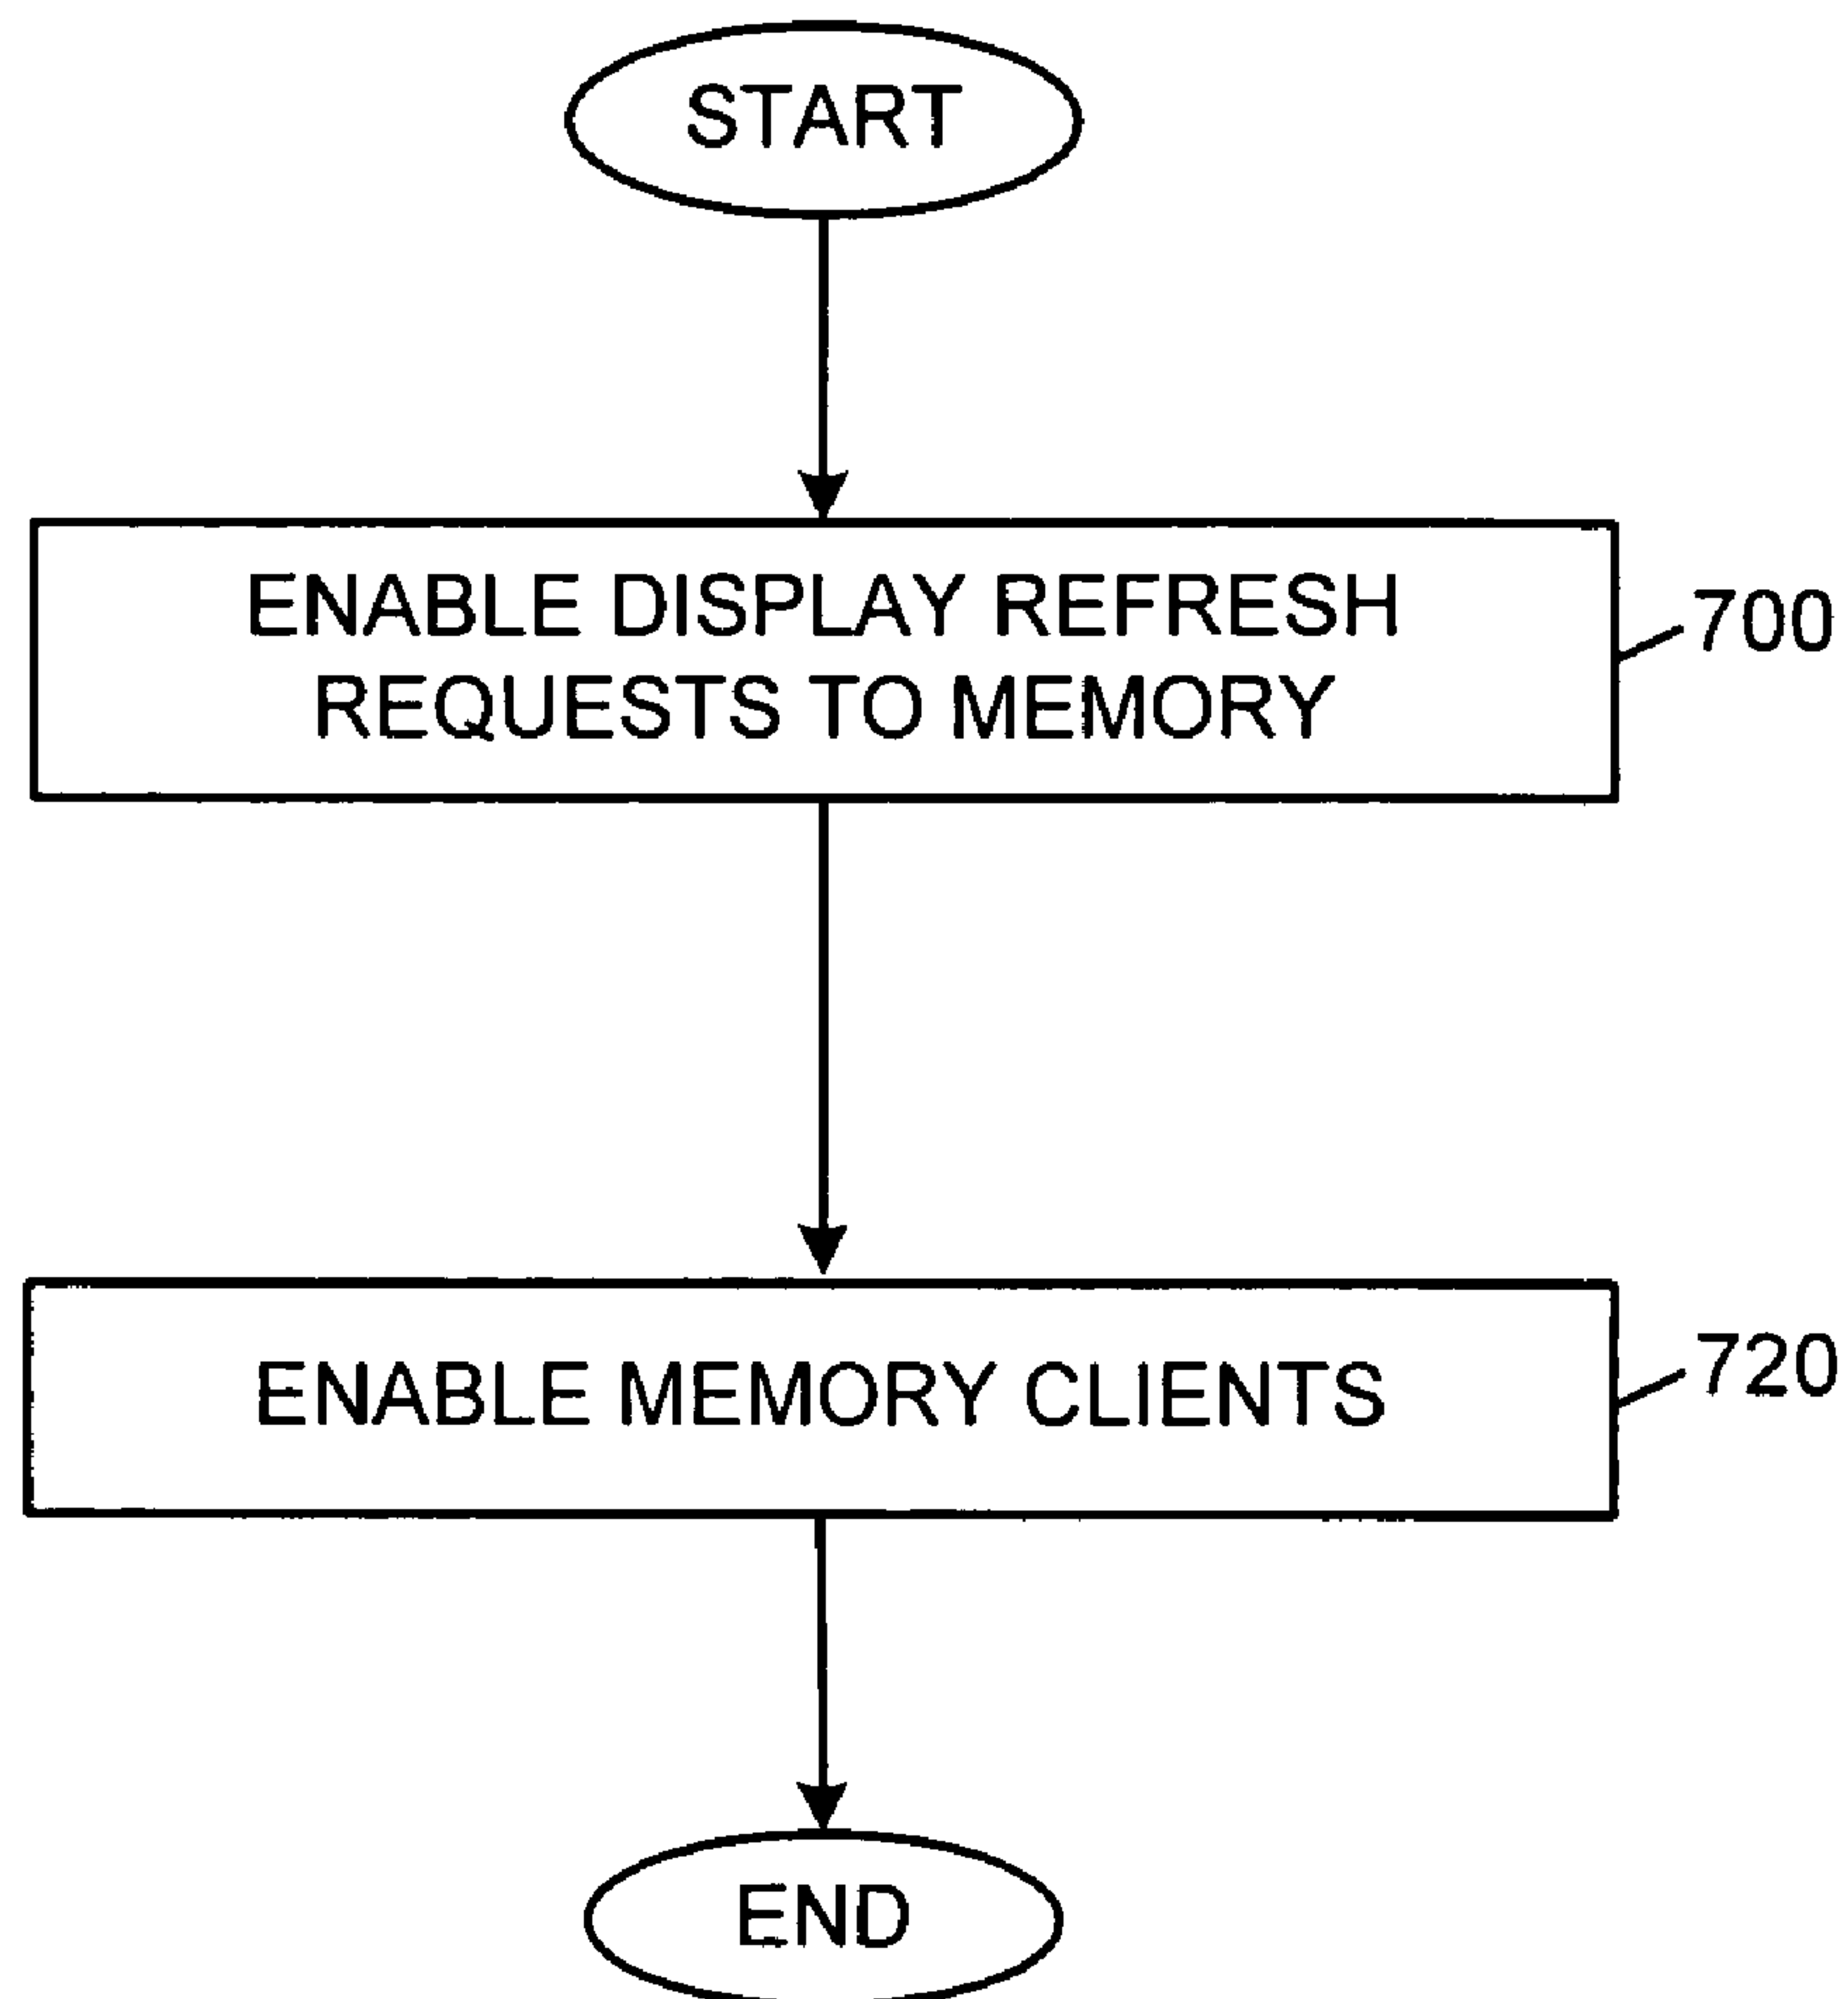 START
ENABLE DISPLAY REFRESH
REQUESTS TO MEMORY
700
ENABLE MEMORY CLIENTS
720
END